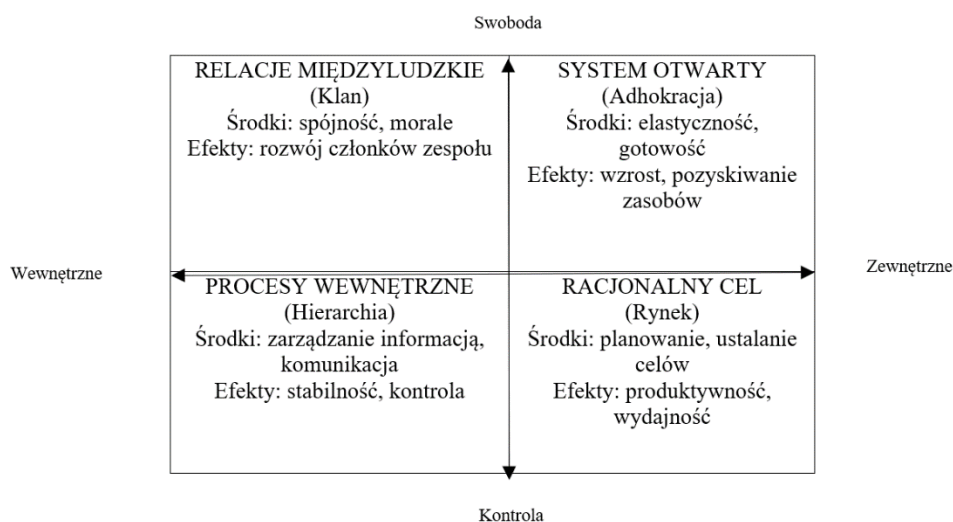 Swoboda
RELACJE MIĘDZYLUDZKIE
(Klan)
Środki: spójność, morale
Efekty: rozwój członków zespołu
SYSTEM OTWARTY
(Adhokracja)
Środki: elastyczność,
gotowość
Efekty: wzrost, pozyskiwanie
zasobów
Wewnętrzne
Zewnętrzne
PROCESY WEWNĘTRZNE
(Hierarchia)
Środki: zarządzanie informacją,
komunikacja
Efekty: stabilność, kontrola
RACJONALNY CEL
(Rynek)
Środki: planowanie, ustalanie
celów
Efekty: produktywność,
wydajność
Kontrola